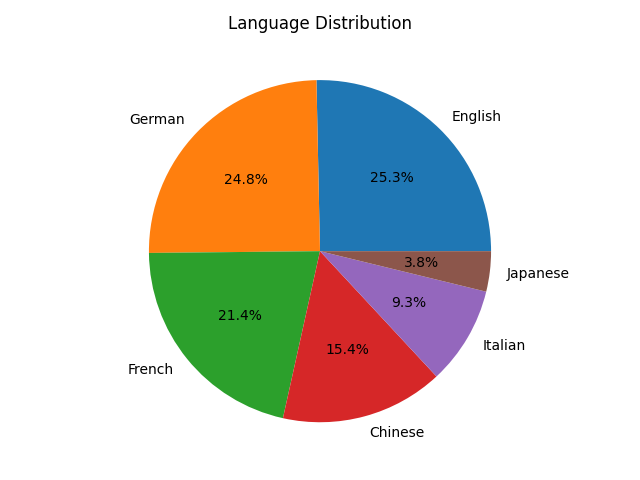 Language Distribution
English
25.3%
German
24.8%
French
21.4%
Chinese
15.4%
Italian
9.3%
Japanese
3.8%